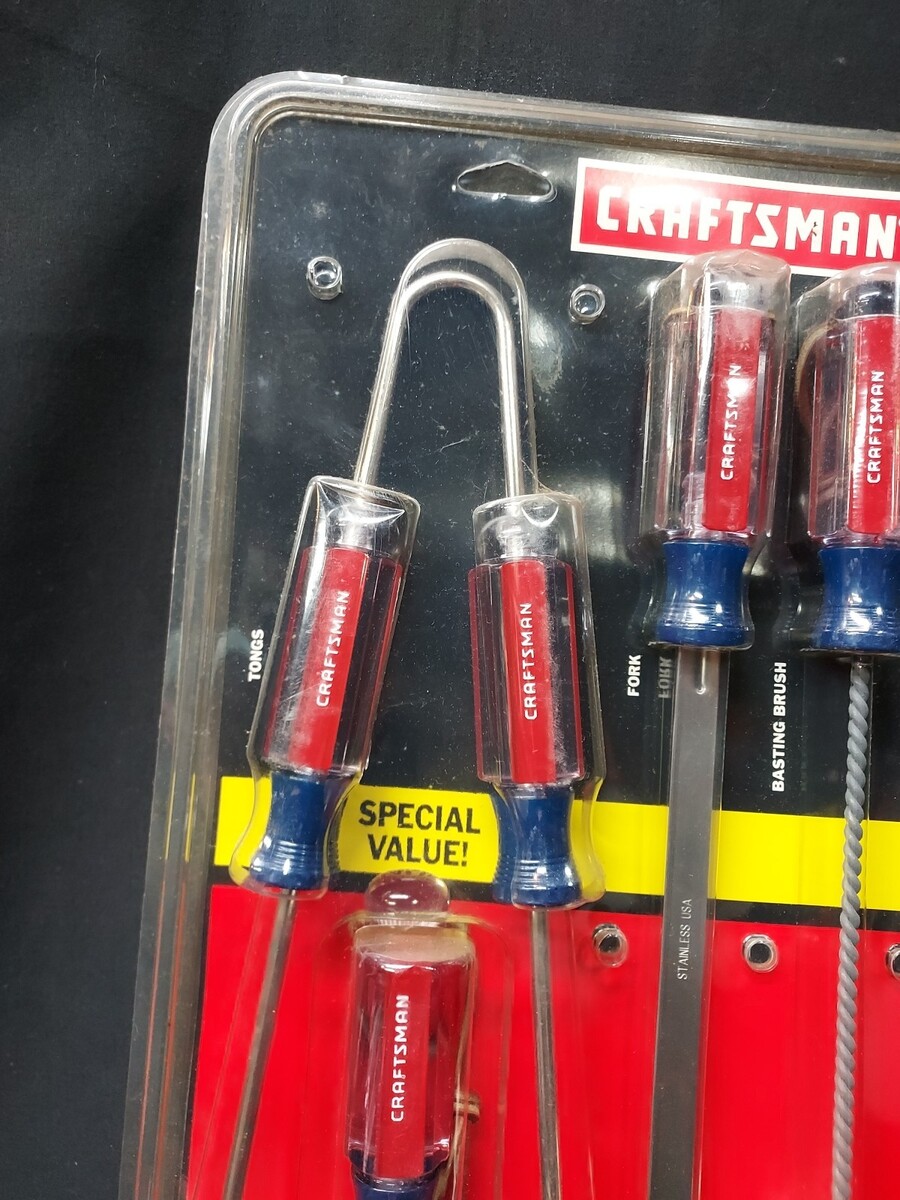 CRAFTSMAN
CRAFTSMAN
CRAFTSMAN
CRAFTSMAN
CRAFTSMAN
TONGS
FORK
BASTING BRUSH
SPECIAL
VALUE!
STAINLESS USA
CRAFTSMAN